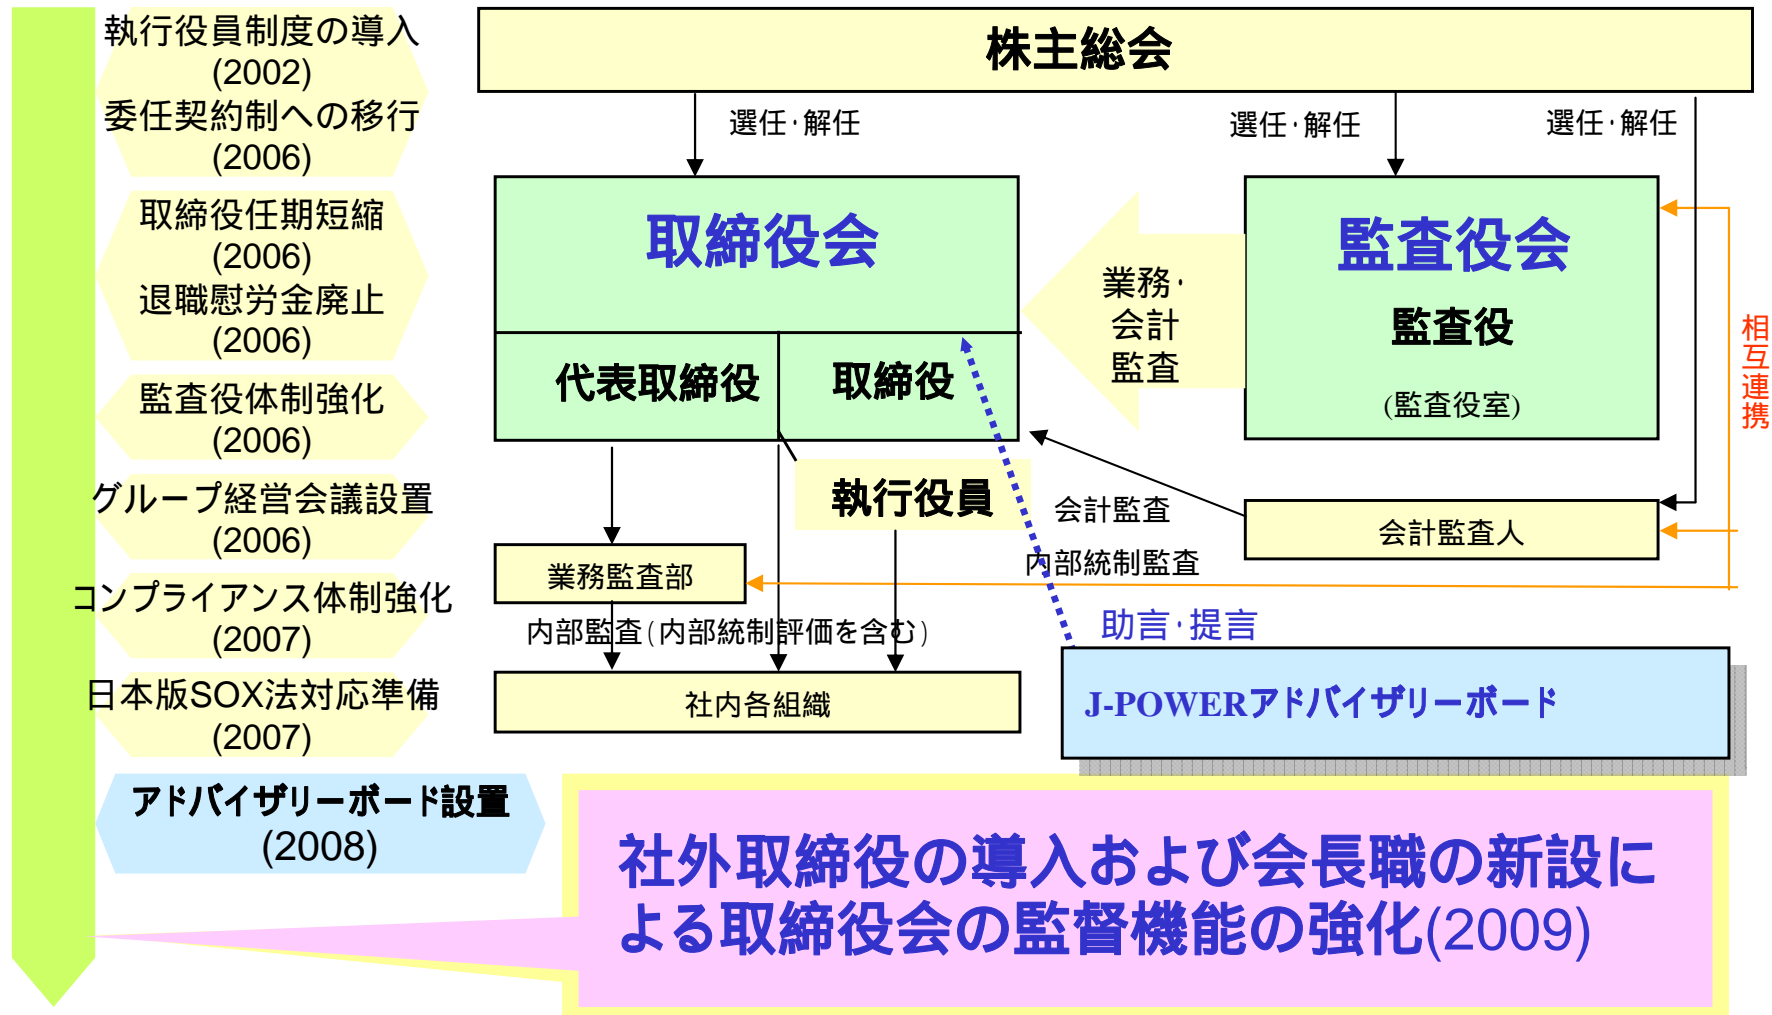 執行役員制度の導入
(2002)
委任契約制への移行
(2006)
取締役任期短縮
(2006)
退職慰労金廃止
(2006)
監査役体制強化
(2006)
グループ経営会議設置
(2006)
コンプライアンス体制強化
(2007)
日本版SOX法対応準備
(2007)
アドバイザリーボード設置
(2008)
株主総会
選任・解任
選任・解任
選任・解任
取締役会
代表取締役
取締役
業務・
会計
監査
監査役会
監査役
(監査役室)
相互連携
執行役員
会計監査
内部統制監査
会計監査人
業務監査部
内部監査(内部統制評価を含む)
社内各組織
助言・提言
J-POWERアドバイザリーボード
社外取締役の導入および会長職の新設に
よる取締役会の監督機能の強化(2009)